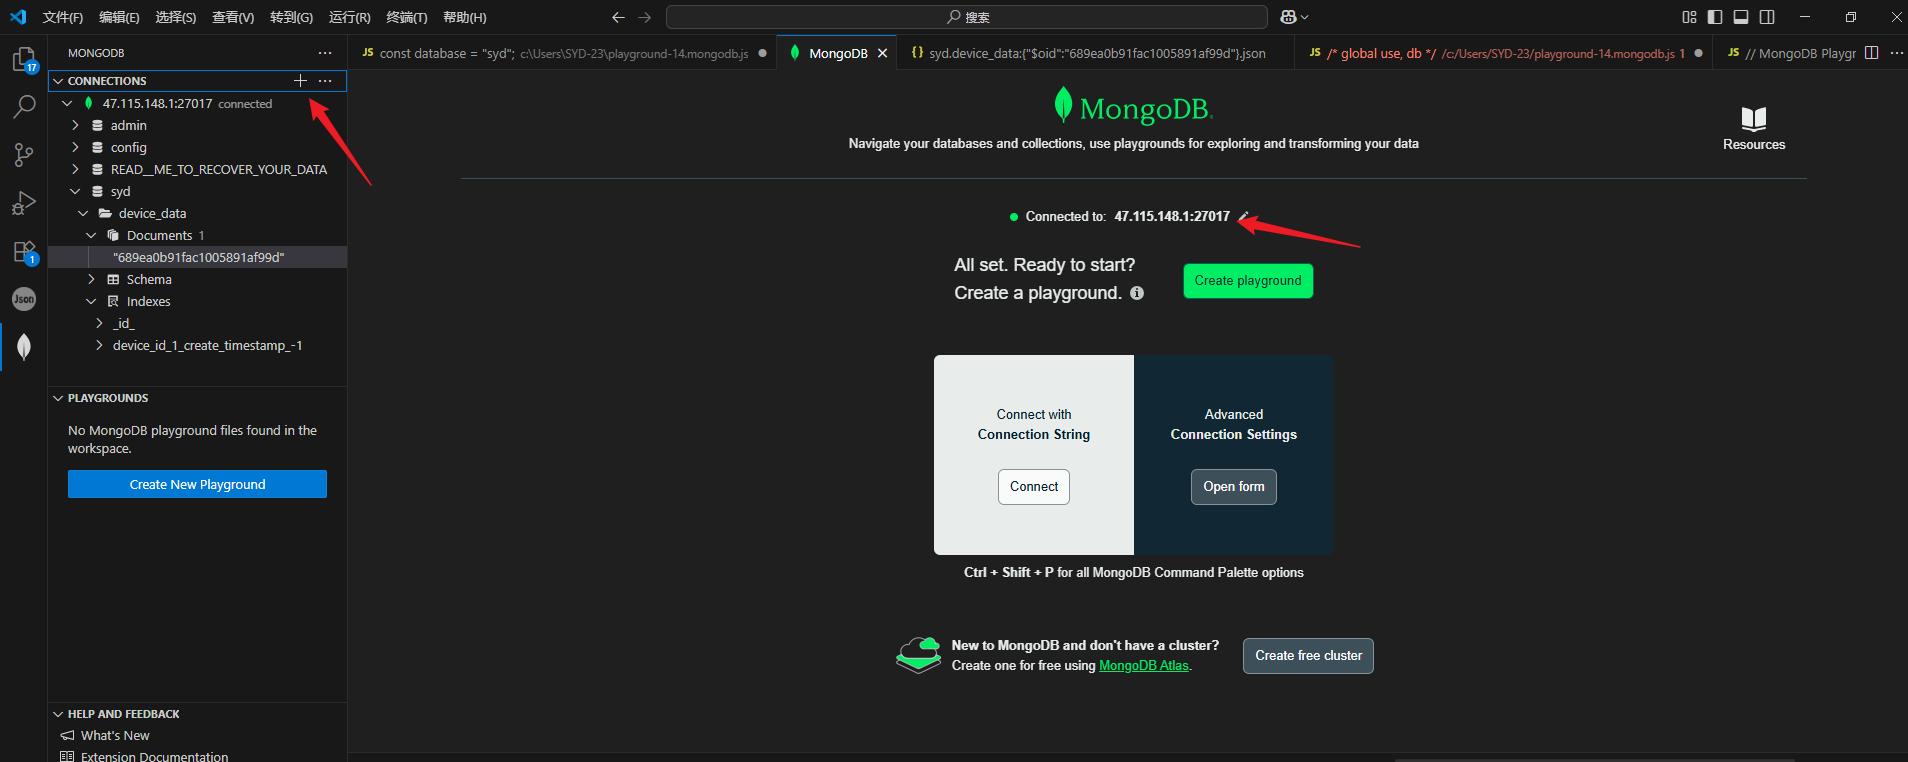 文件(F) 编辑(E) 选择(S) 查看(V) 转到(G) 运行(R) 终端(T) 帮助(H) 搜索
MONGODB
JS const database = "syd"; c:\Users\SYD-23\playground-14.mongodb.js
MongoDB
{} syd.device_data:{"$oid":"689ea0b91fac1005891af99d"}.json
JS /* global use, db */ /c:/Users/SYD-23/playground-14.mongodb.js 1
JS // MongoDB Playgr
17
1
Json
CONNECTIONS
47.115.148.1:27017 connected
admin
config
READ__ME_TO_RECOVER_YOUR_DATA
syd
device_data
Documents 1
"689ea0b91fac1005891af99d"
Schema
Indexes
_id_
device_id_1_create_timestamp_-1
PLAYGROUNDS
No MongoDB playground files found in the
workspace.
Create New Playground
HELP AND FEEDBACK
What's New
Extension Documentation
MongoDB.
Navigate your databases and collections, use playgrounds for exploring and transforming your data
Resources
Connected to: 47.115.148.1:27017
All set. Ready to start?
Create a playground.
Create playground
Connect with
Connection String
Connect
Advanced
Connection Settings
Open form
Ctrl + Shift + P for all MongoDB Command Palette options
New to MongoDB and don't have a cluster?
Create one for free using MongoDB Atlas.
Create free cluster